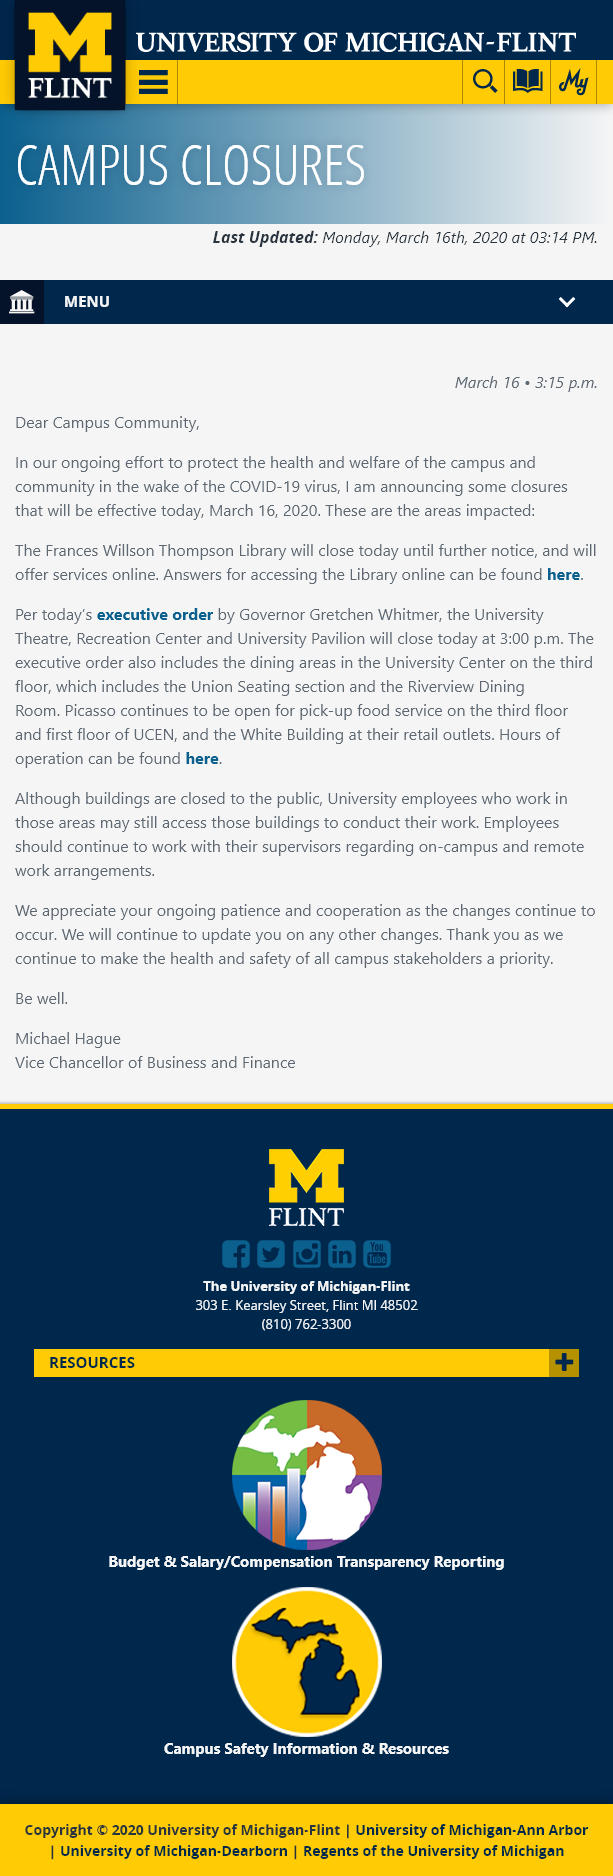 M
FLINT
UNIVERSITY OF MICHIGAN-FLINT
My
CAMPUS CLOSURES
Last Updated: Monday, March 16th, 2020 at 03:14 PM.
MENU
March 16 • 3:15 p.m.
Dear Campus Community,
In our ongoing effort to protect the health and welfare of the campus and
community in the wake of the COVID-19 virus, I am announcing some closures
that will be effective today, March 16, 2020. These are the areas impacted:
The Frances Willson Thompson Library will close today until further notice, and will
offer services online. Answers for accessing the Library online can be found here.
Per today's executive order by Governor Gretchen Whitmer, the University
Theatre, Recreation Center and University Pavilion will close today at 3:00 p.m. The
executive order also includes the dining areas in the University Center on the third
floor, which includes the Union Seating section and the Riverview Dining
Room. Picasso continues to be open for pick-up food service on the third floor
and first floor of UCEN, and the White Building at their retail outlets. Hours of
operation can be found here.
Although buildings are closed to the public, University employees who work in
those areas may still access those buildings to conduct their work. Employees
should continue to work with their supervisors regarding on-campus and remote
work arrangements.
We appreciate your ongoing patience and cooperation as the changes continue to
occur. We will continue to update you on any other changes. Thank you as we
continue to make the health and safety of all campus stakeholders a priority.
Be well.
Michael Hague
Vice Chancellor of Business and Finance
M
FLINT
You
Tube
The University of Michigan-Flint
303 E. Kearsley Street, Flint MI 48502
(810) 762-3300
RESOURCES
Budget & Salary/Compensation Transparency Reporting
Campus Safety Information & Resources
Copyright © 2020 University of Michigan-Flint | University of Michigan-Ann Arbor
| University of Michigan-Dearborn | Regents of the University of Michigan